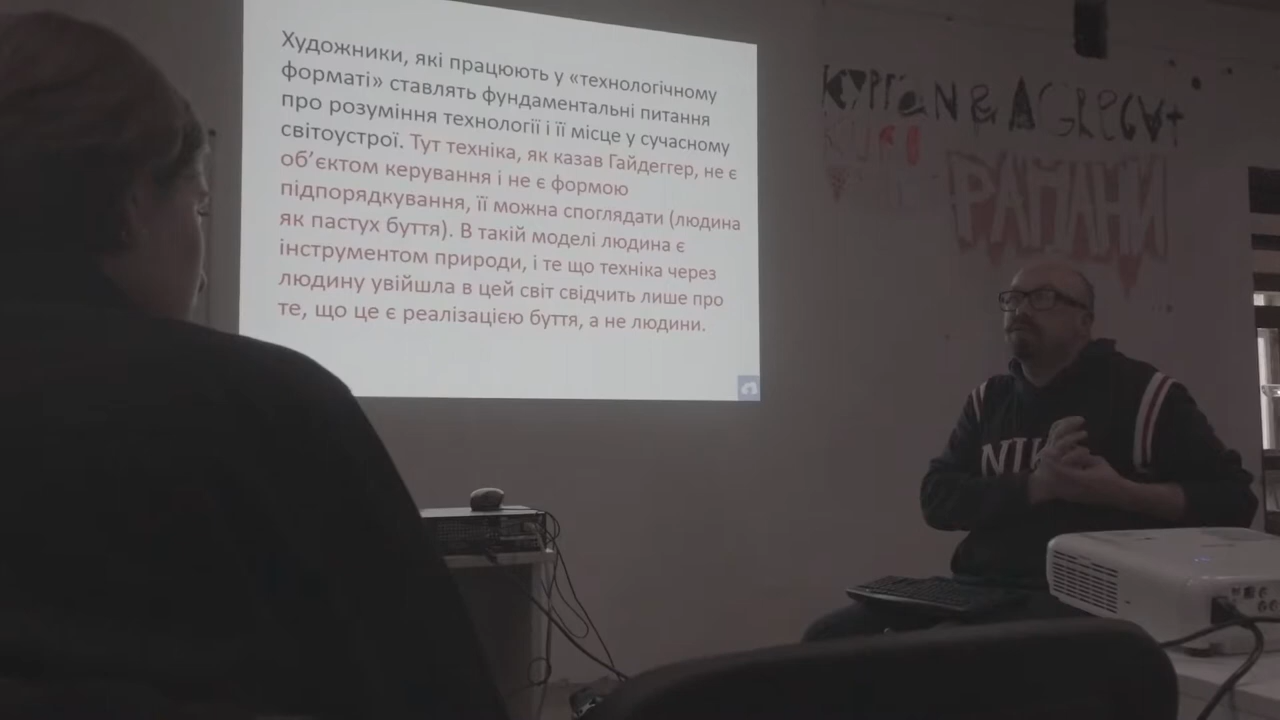 Художники, які працюють у «технологічному
форматі» ставлять фундаментальні питання
про розуміння технології і її місце у сучасному
світоустрої. Тут техніка, як казав Гайдеггер, не є
об’єктом керування і не є формою
підпорядкування, її можна споглядати (людина
як пастух буття). В такій моделі людина є
інструментом природи, і те що техніка через
людину увійшла в цей світ свідчить лише про
те, що це є реалізацією буття, а не людини.
РАМАНИ
NIK